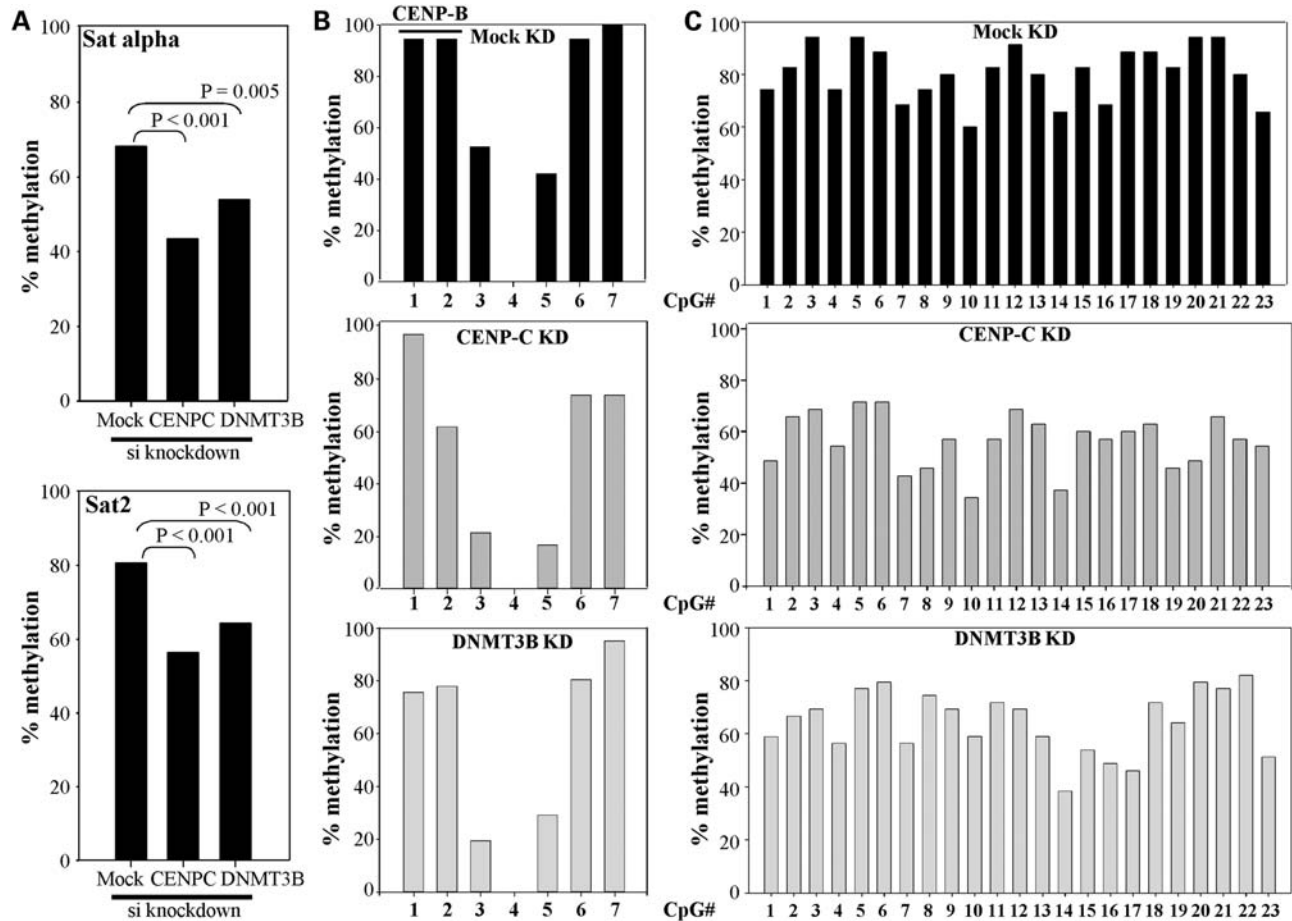 A
Sat alpha
100
80
60
40
20
0
% methylation
P = 0.005
P < 0.001
Mock CENPC DNMT3B
si knockdown
Sat2
100
80
60
40
20
0
% methylation
P < 0.001
P < 0.001
Mock CENPC DNMT3B
si knockdown
B
CENP-B
Mock KD
100
80
60
40
20
0
% methylation
1 2 3 4 5 6 7
CENP-C KD
100
80
60
40
20
0
% methylation
1 2 3 4 5 6 7
DNMT3B KD
100
80
60
40
20
0
% methylation
1 2 3 4 5 6 7
C
Mock KD
100
80
60
40
20
0
% methylation
CpG# 1 2 3 4 5 6 7 8 9 10 11 12 13 14 15 16 17 18 19 20 21 22 23
CENP-C KD
100
80
60
40
20
0
% methylation
CpG# 1 2 3 4 5 6 7 8 9 10 11 12 13 14 15 16 17 18 19 20 21 22 23
DNMT3B KD
100
80
60
40
20
0
% methylation
CpG# 1 2 3 4 5 6 7 8 9 10 11 12 13 14 15 16 17 18 19 20 21 22 23